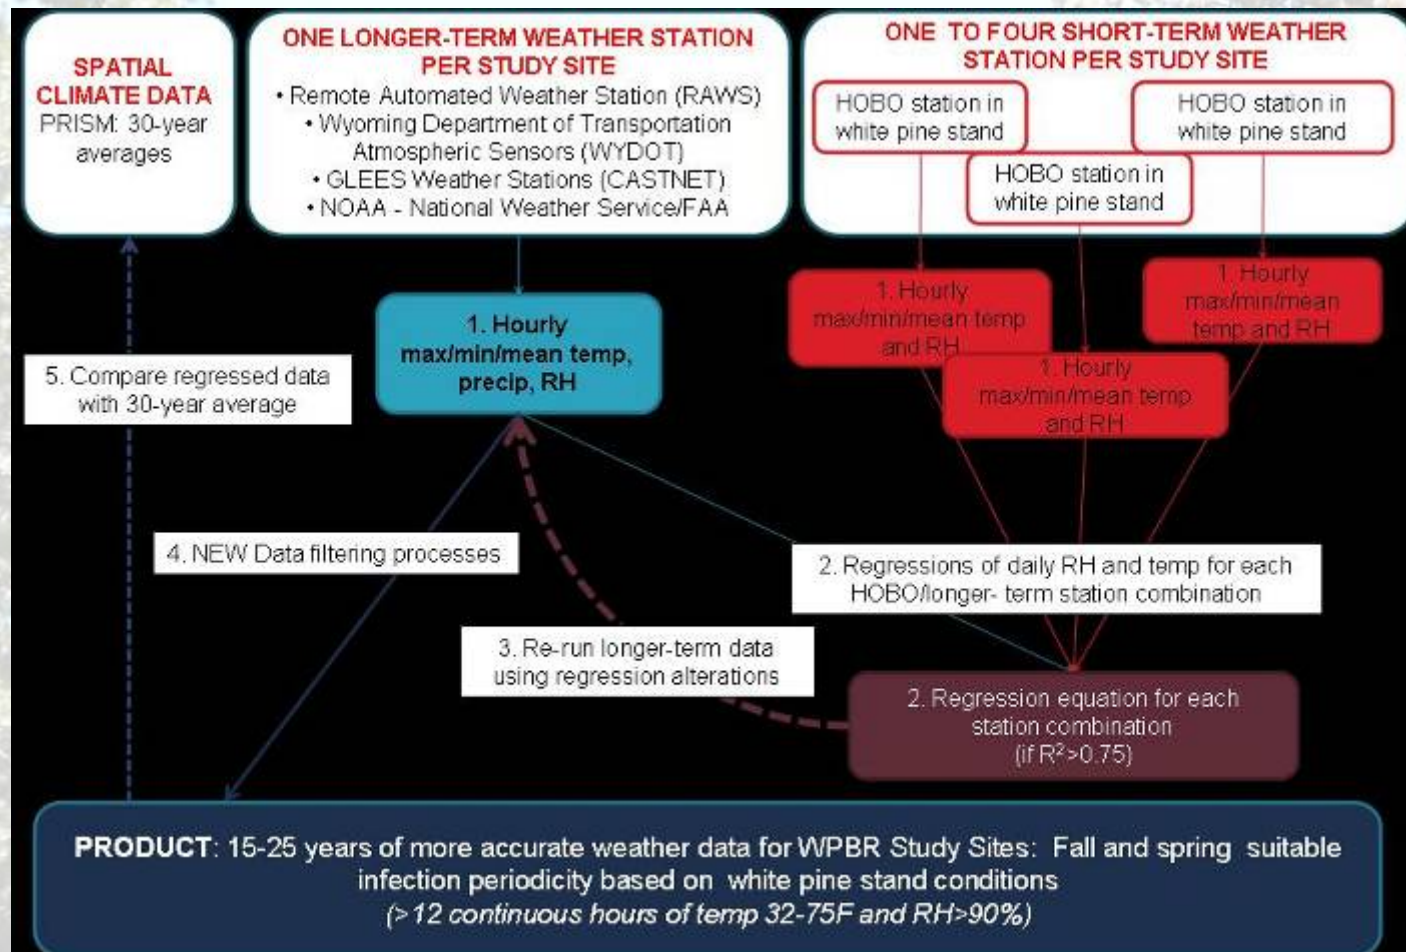 SPATIAL
CLIMATE DATA
PRISM: 30-year
averages
ONE LONGER-TERM WEATHER STATION
PER STUDY SITE
• Remote Automated Weather Station (RAWS)
• Wyoming Department of Transportation
Atmospheric Sensors (WYDOT)
• GLEES Weather Stations (CASTNET)
• NOAA - National Weather Service/FAA
ONE TO FOUR SHORT-TERM WEATHER
STATION PER STUDY SITE
HOBO station in
white pine stand
HOBO station in
white pine stand
HOBO station in
white pine stand
1. Hourly
max/min/mean temp,
precip, RH
1. Hourly
max/min/mean temp
and RH
1. Hourly
max/min/mean temp
and RH
1. Hourly
max/min/mean temp
and RH
5. Compare regressed data
with 30-year average
4. NEW Data filtering processes
2. Regressions of daily RH and temp for each
HOBO/longer- term station combination
3. Re-run longer-term data
using regression alterations
2. Regression equation for each
station combination
(if R²>0.75)
PRODUCT: 15-25 years of more accurate weather data for WPBR Study Sites: Fall and spring suitable
infection periodicity based on white pine stand conditions
(>12 continuous hours of temp 32-75F and RH>90%)